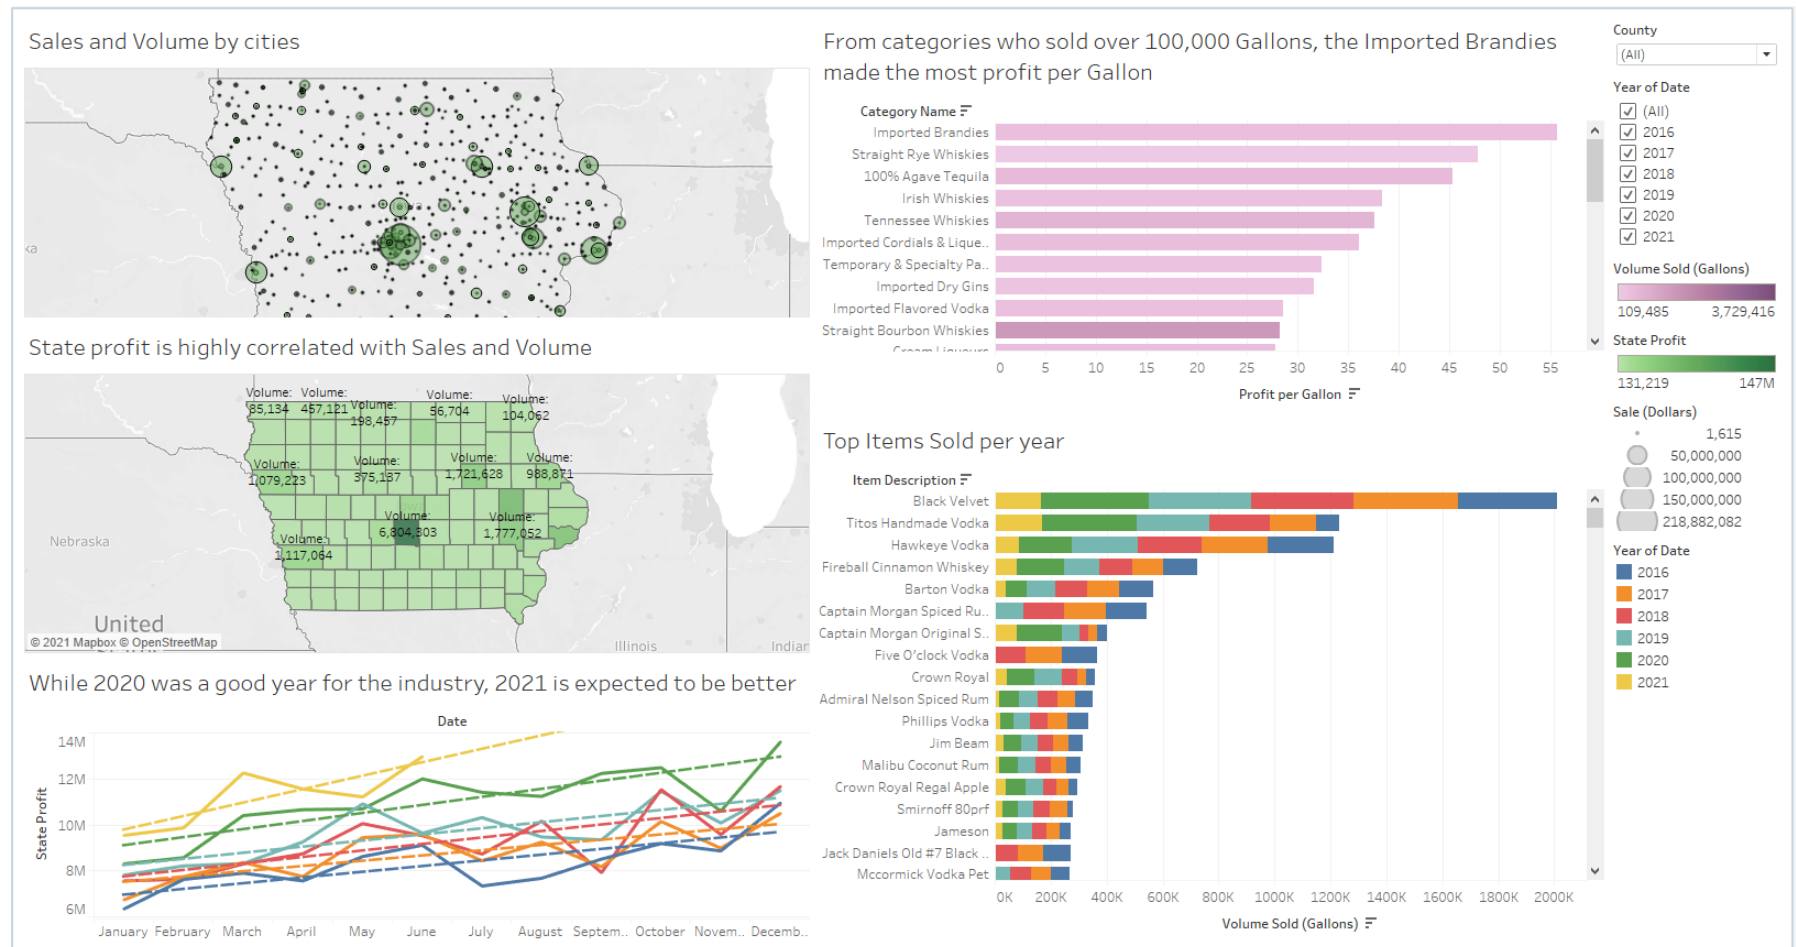 Sales and Volume by cities
State profit is highly correlated with Sales and Volume
Volume:
85,134
Volume:
457,121
Volume:
198,457
Volume:
56,704
Volume:
104,062
Volume:
1,079,223
Volume:
375,137
Volume:
1,721,628
Volume:
988,871
Volume:
6,804,303
Volume:
1,777,052
Volume:
1,117,064
Nebraska
United
Illinois
Indian
© 2021 Mapbox © OpenStreetMap
While 2020 was a good year for the industry, 2021 is expected to be better
Date
State Profit
14M
12M
10M
8M
6M
January February March April May June July August Septem.. October Novem.. Decemb..
From categories who sold over 100,000 Gallons, the Imported Brandies
made the most profit per Gallon
Category Name
Imported Brandies
Straight Rye Whiskies
100% Agave Tequila
Irish Whiskies
Tennessee Whiskies
Imported Cordials & Lique..
Temporary & Specialty Pa..
Imported Dry Gins
Imported Flavored Vodka
Straight Bourbon Whiskies
Cream Liqueurs
0 5 10 15 20 25 30 35 40 45 50 55
Profit per Gallon
Top Items Sold per year
Item Description
Black Velvet
Titos Handmade Vodka
Hawkeye Vodka
Fireball Cinnamon Whiskey
Barton Vodka
Captain Morgan Spiced Ru..
Captain Morgan Original S..
Five O'clock Vodka
Crown Royal
Admiral Nelson Spiced Rum
Phillips Vodka
Jim Beam
Malibu Coconut Rum
Crown Royal Regal Apple
Smirnoff 80prf
Jameson
Jack Daniels Old #7 Black ..
Mccormick Vodka Pet
0K 200K 400K 600K 800K 1000K 1200K 1400K 1600K 1800K 2000K
Volume Sold (Gallons)
County
(All)
Year of Date
(All)
2016
2017
2018
2019
2020
2021
Volume Sold (Gallons)
109,485 3,729,416
State Profit
131,219 147M
Sale (Dollars)
1,615
50,000,000
100,000,000
150,000,000
218,882,082
Year of Date
2016
2017
2018
2019
2020
2021